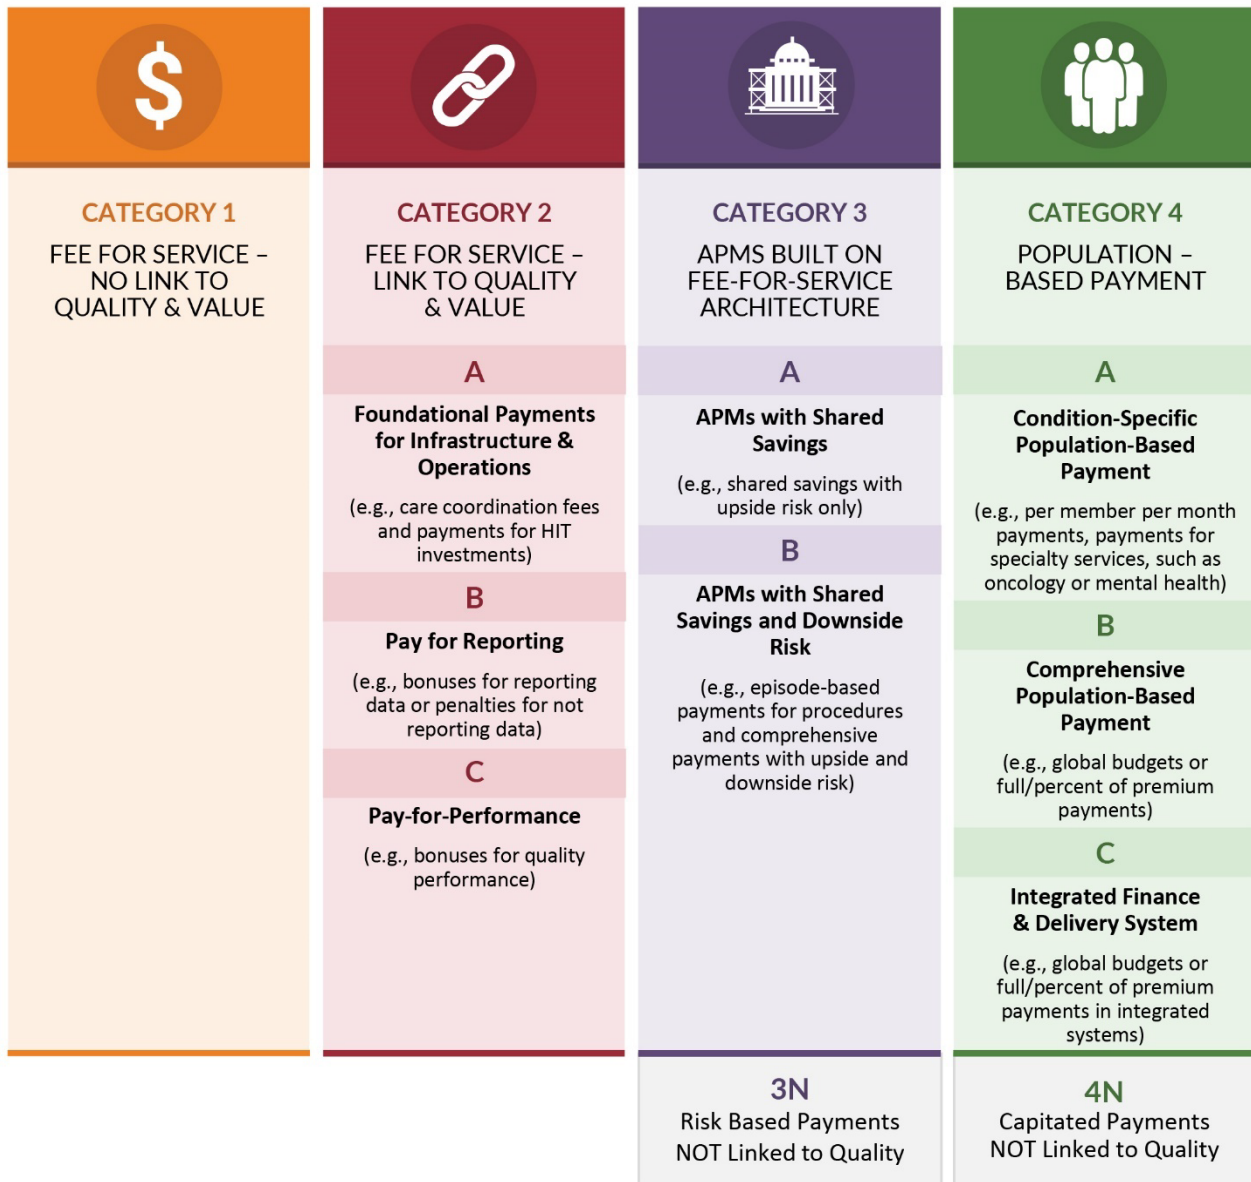 $
CATEGORY 1
FEE FOR SERVICE –
NO LINK TO
QUALITY & VALUE
CATEGORY 2
FEE FOR SERVICE –
LINK TO QUALITY
& VALUE
A
Foundational Payments
for Infrastructure &
Operations
(e.g., care coordination fees
and payments for HIT
investments)
B
Pay for Reporting
(e.g., bonuses for reporting
data or penalties for not
reporting data)
C
Pay-for-Performance
(e.g., bonuses for quality
performance)
CATEGORY 3
APMS BUILT ON
FEE-FOR-SERVICE
ARCHITECTURE
A
APMs with Shared
Savings
(e.g., shared savings with
upside risk only)
B
APMs with Shared
Savings and Downside
Risk
(e.g., episode-based
payments for procedures
and comprehensive
payments with upside and
downside risk)
3N
Risk Based Payments
NOT Linked to Quality
CATEGORY 4
POPULATION –
BASED PAYMENT
A
Condition-Specific
Population-Based
Payment
(e.g., per member per month
payments, payments for
specialty services, such as
oncology or mental health)
B
Comprehensive
Population-Based
Payment
(e.g., global budgets or
full/percent of premium
payments)
C
Integrated Finance
& Delivery System
(e.g., global budgets or
full/percent of premium
payments in integrated
systems)
4N
Capitated Payments
NOT Linked to Quality